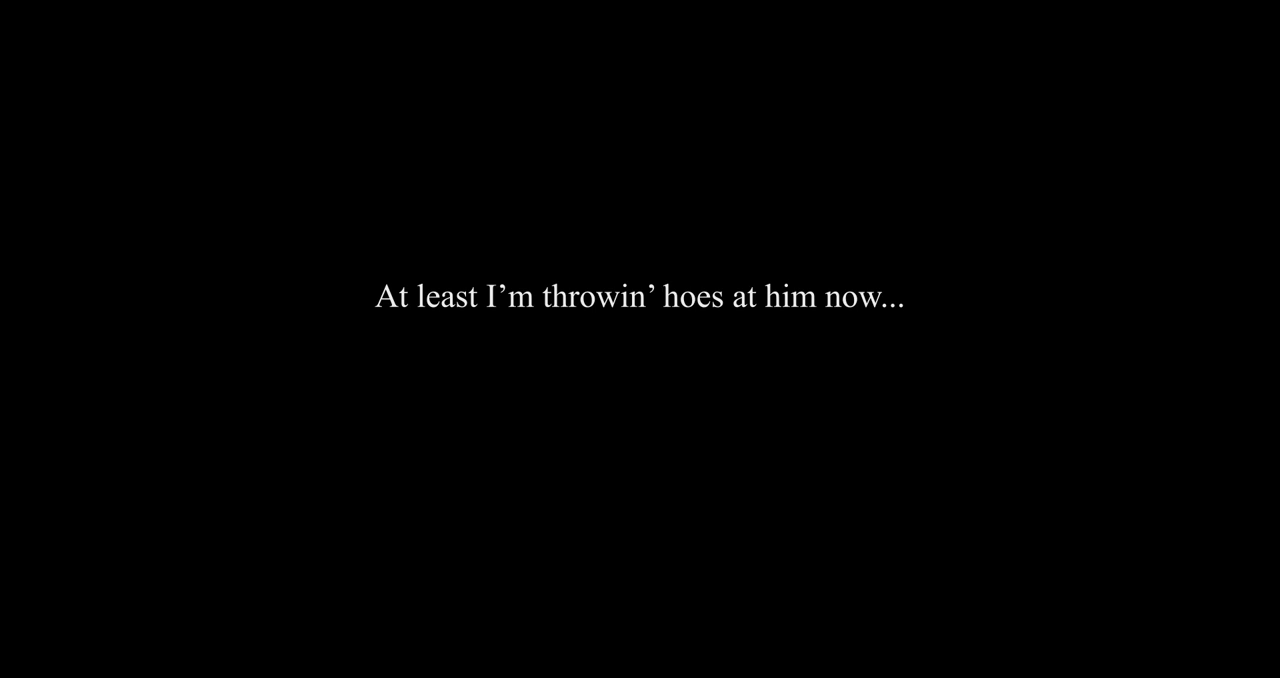 At least I’m throwin’ hoes at him now...